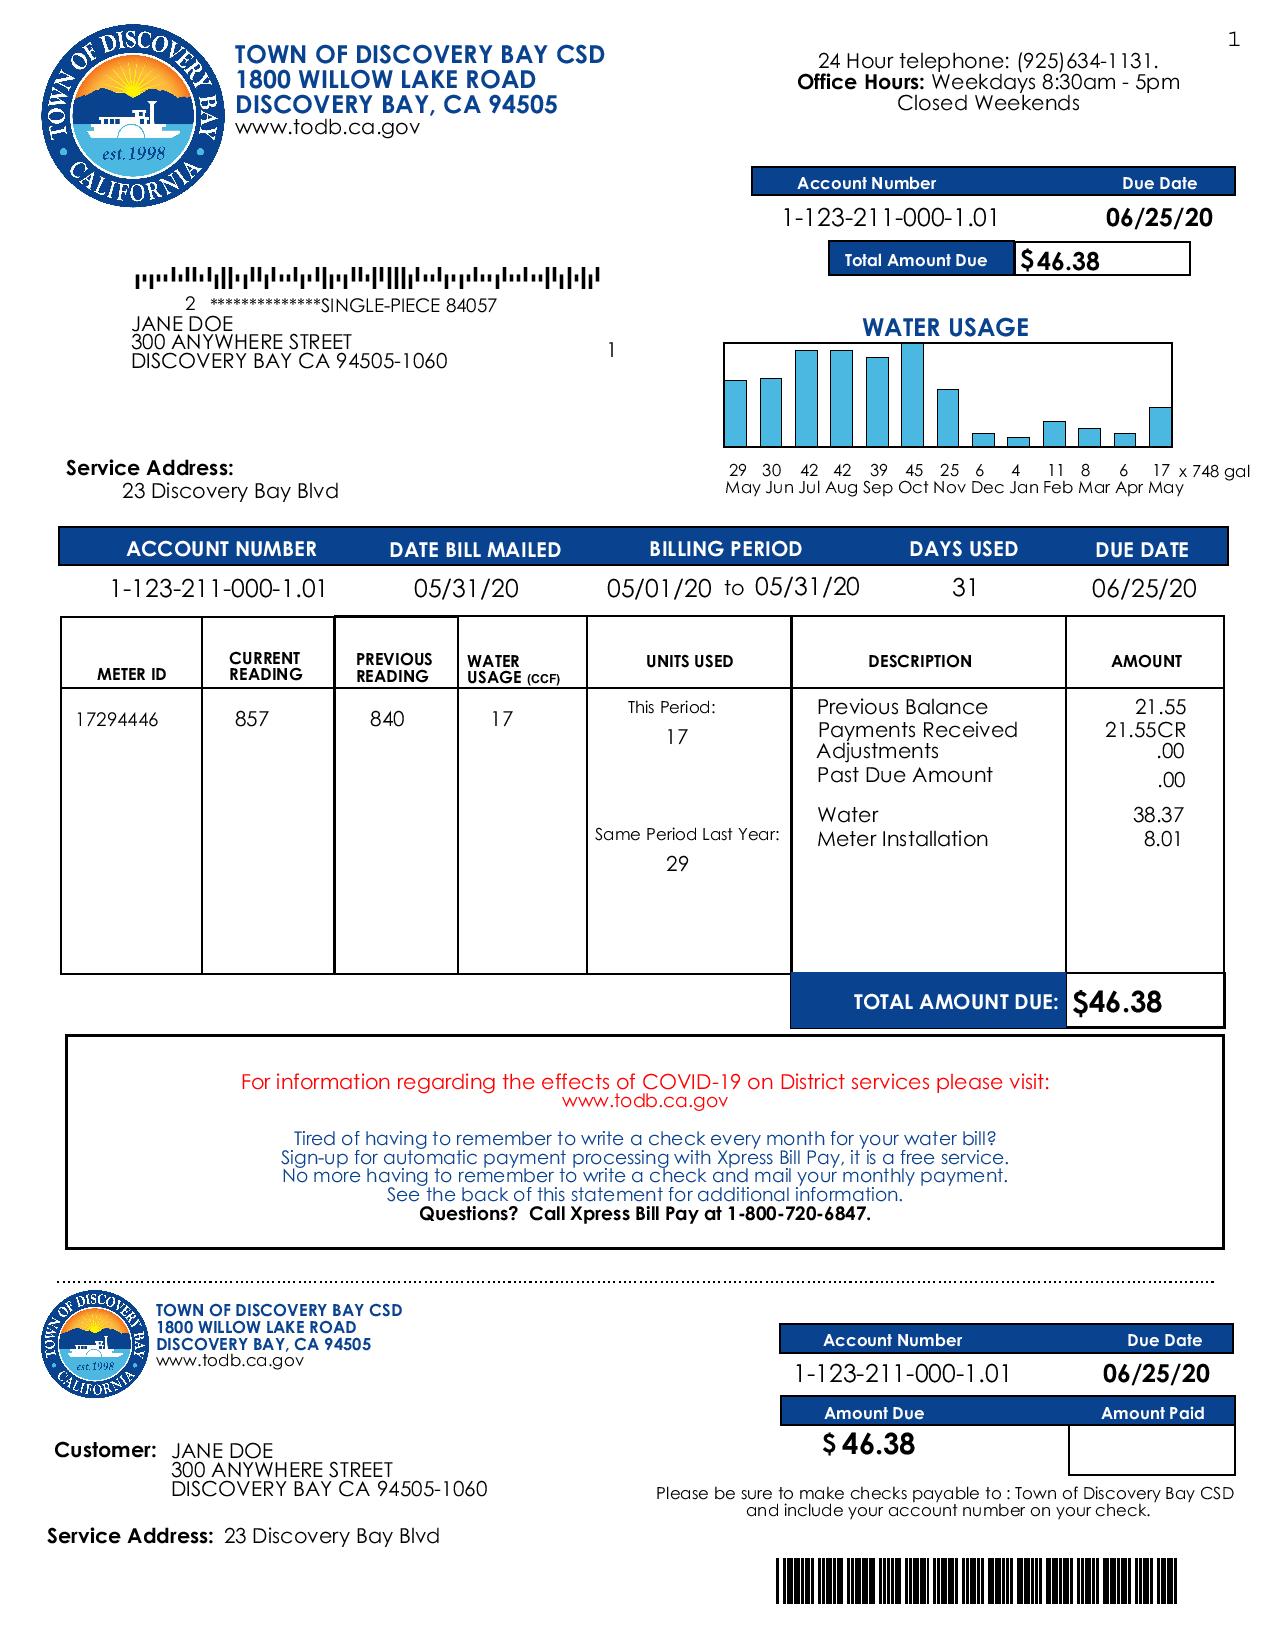 1
TOWN OF DISCOVERY BAY
CALIFORNIA
est. 1998
TOWN OF DISCOVERY BAY CSD
1800 WILLOW LAKE ROAD
DISCOVERY BAY, CA 94505
www.todb.ca.gov
24 Hour telephone: (925)634-1131.
Office Hours: Weekdays 8:30am - 5pm
Closed Weekends
Account Number Due Date
1-123-211-000-1.01 06/25/20
Total Amount Due $46.38
2 **************SINGLE-PIECE 84057
JANE DOE
300 ANYWHERE STREET
DISCOVERY BAY CA 94505-1060
1
WATER USAGE
29 30 42 42 39 45 25 6 4 11 8 6 17 x 748 gal
May Jun Jul Aug Sep Oct Nov Dec Jan Feb Mar Apr May
Service Address:
23 Discovery Bay Blvd
ACCOUNT NUMBER DATE BILL MAILED BILLING PERIOD DAYS USED DUE DATE
1-123-211-000-1.01 05/31/20 05/01/20 to 05/31/20 31 06/25/20
METER ID CURRENT READING PREVIOUS READING WATER USAGE (CCF) UNITS USED DESCRIPTION AMOUNT
17294446 857 840 17
This Period:
17
Same Period Last Year:
29
Previous Balance 21.55
Payments Received 21.55CR
Adjustments .00
Past Due Amount .00
Water 38.37
Meter Installation 8.01
TOTAL AMOUNT DUE: $46.38
For information regarding the effects of COVID-19 on District services please visit:
www.todb.ca.gov
Tired of having to remember to write a check every month for your water bill?
Sign-up for automatic payment processing with Xpress Bill Pay, it is a free service.
No more having to remember to write a check and mail your monthly payment.
See the back of this statement for additional information.
Questions? Call Xpress Bill Pay at 1-800-720-6847.
TOWN OF DISCOVERY BAY
CALIFORNIA
est. 1998
TOWN OF DISCOVERY BAY CSD
1800 WILLOW LAKE ROAD
DISCOVERY BAY, CA 94505
www.todb.ca.gov
Account Number Due Date
1-123-211-000-1.01 06/25/20
Amount Due Amount Paid
$ 46.38
Customer: JANE DOE
300 ANYWHERE STREET
DISCOVERY BAY CA 94505-1060
Please be sure to make checks payable to : Town of Discovery Bay CSD
and include your account number on your check.
Service Address: 23 Discovery Bay Blvd